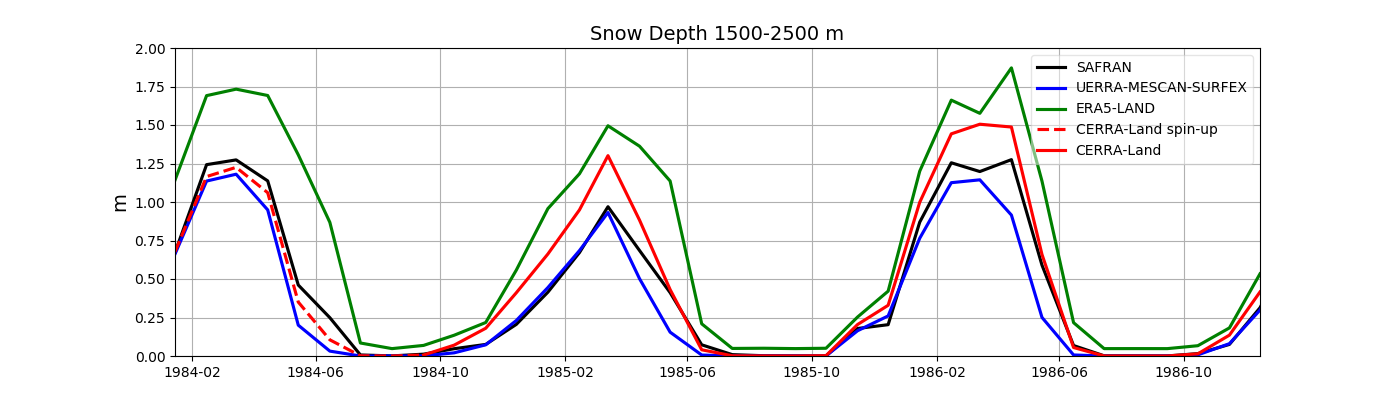 Snow Depth 1500-2500 m
m
2.00
1.75
1.50
1.25
1.00
0.75
0.50
0.25
0.00
1984-02
1984-06
1984-10
1985-02
1985-06
1985-10
1986-02
1986-06
1986-10
SAFRAN
UERRA-MESCAN-SURFEX
ERA5-LAND
CERRA-Land spin-up
CERRA-Land